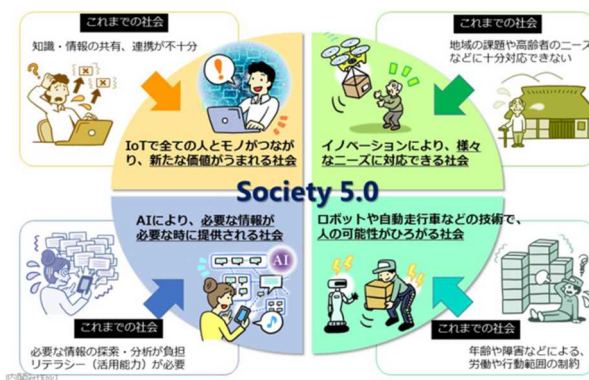 これまでの社会
知識・情報の共有、連携が不十分
これまでの社会
地域の課題や高齢者のニーズ
などに十分対応できない
IoTで全ての人とモノがつなが
り、新たな価値がうまれる社会
イノベーションにより、様々
なニーズに対応できる社会
Society 5.0
AIにより、必要な情報が
必要な時に提供される社会
AI
ロボットや自動走行車などの技術で、
人の可能性がひろがる社会
これまでの社会
必要な情報の探索・分析が負担
リテラシー（活用能力）が必要
これまでの社会
年齢や障害などによる、
労働や行動範囲の制約